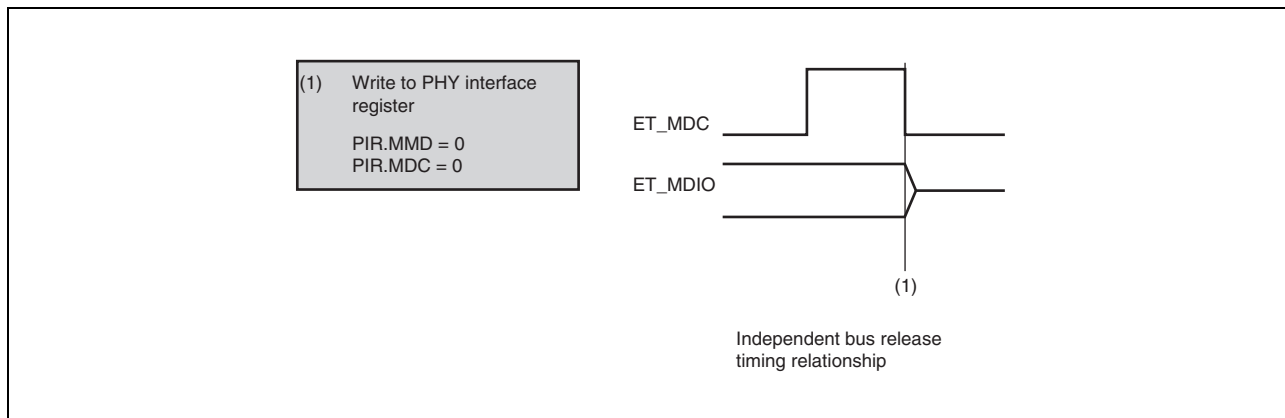 (1) Write to PHY interface
register
PIR.MMD = 0
PIR.MDC = 0
ET_MDC
ET_MDIO
(1)
Independent bus release
timing relationship